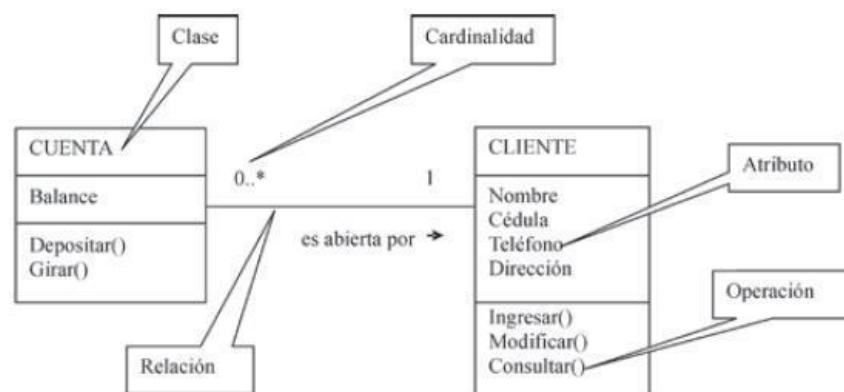 Clase
Cardinalidad
CUENTA
Balance
Depositar()
Girar()
0..*
1
es abierta por →
CLIENTE
Nombre
Cédula
Teléfono
Dirección
Ingresar()
Modificar()
Consultar()
Atributo
Operación
Relación